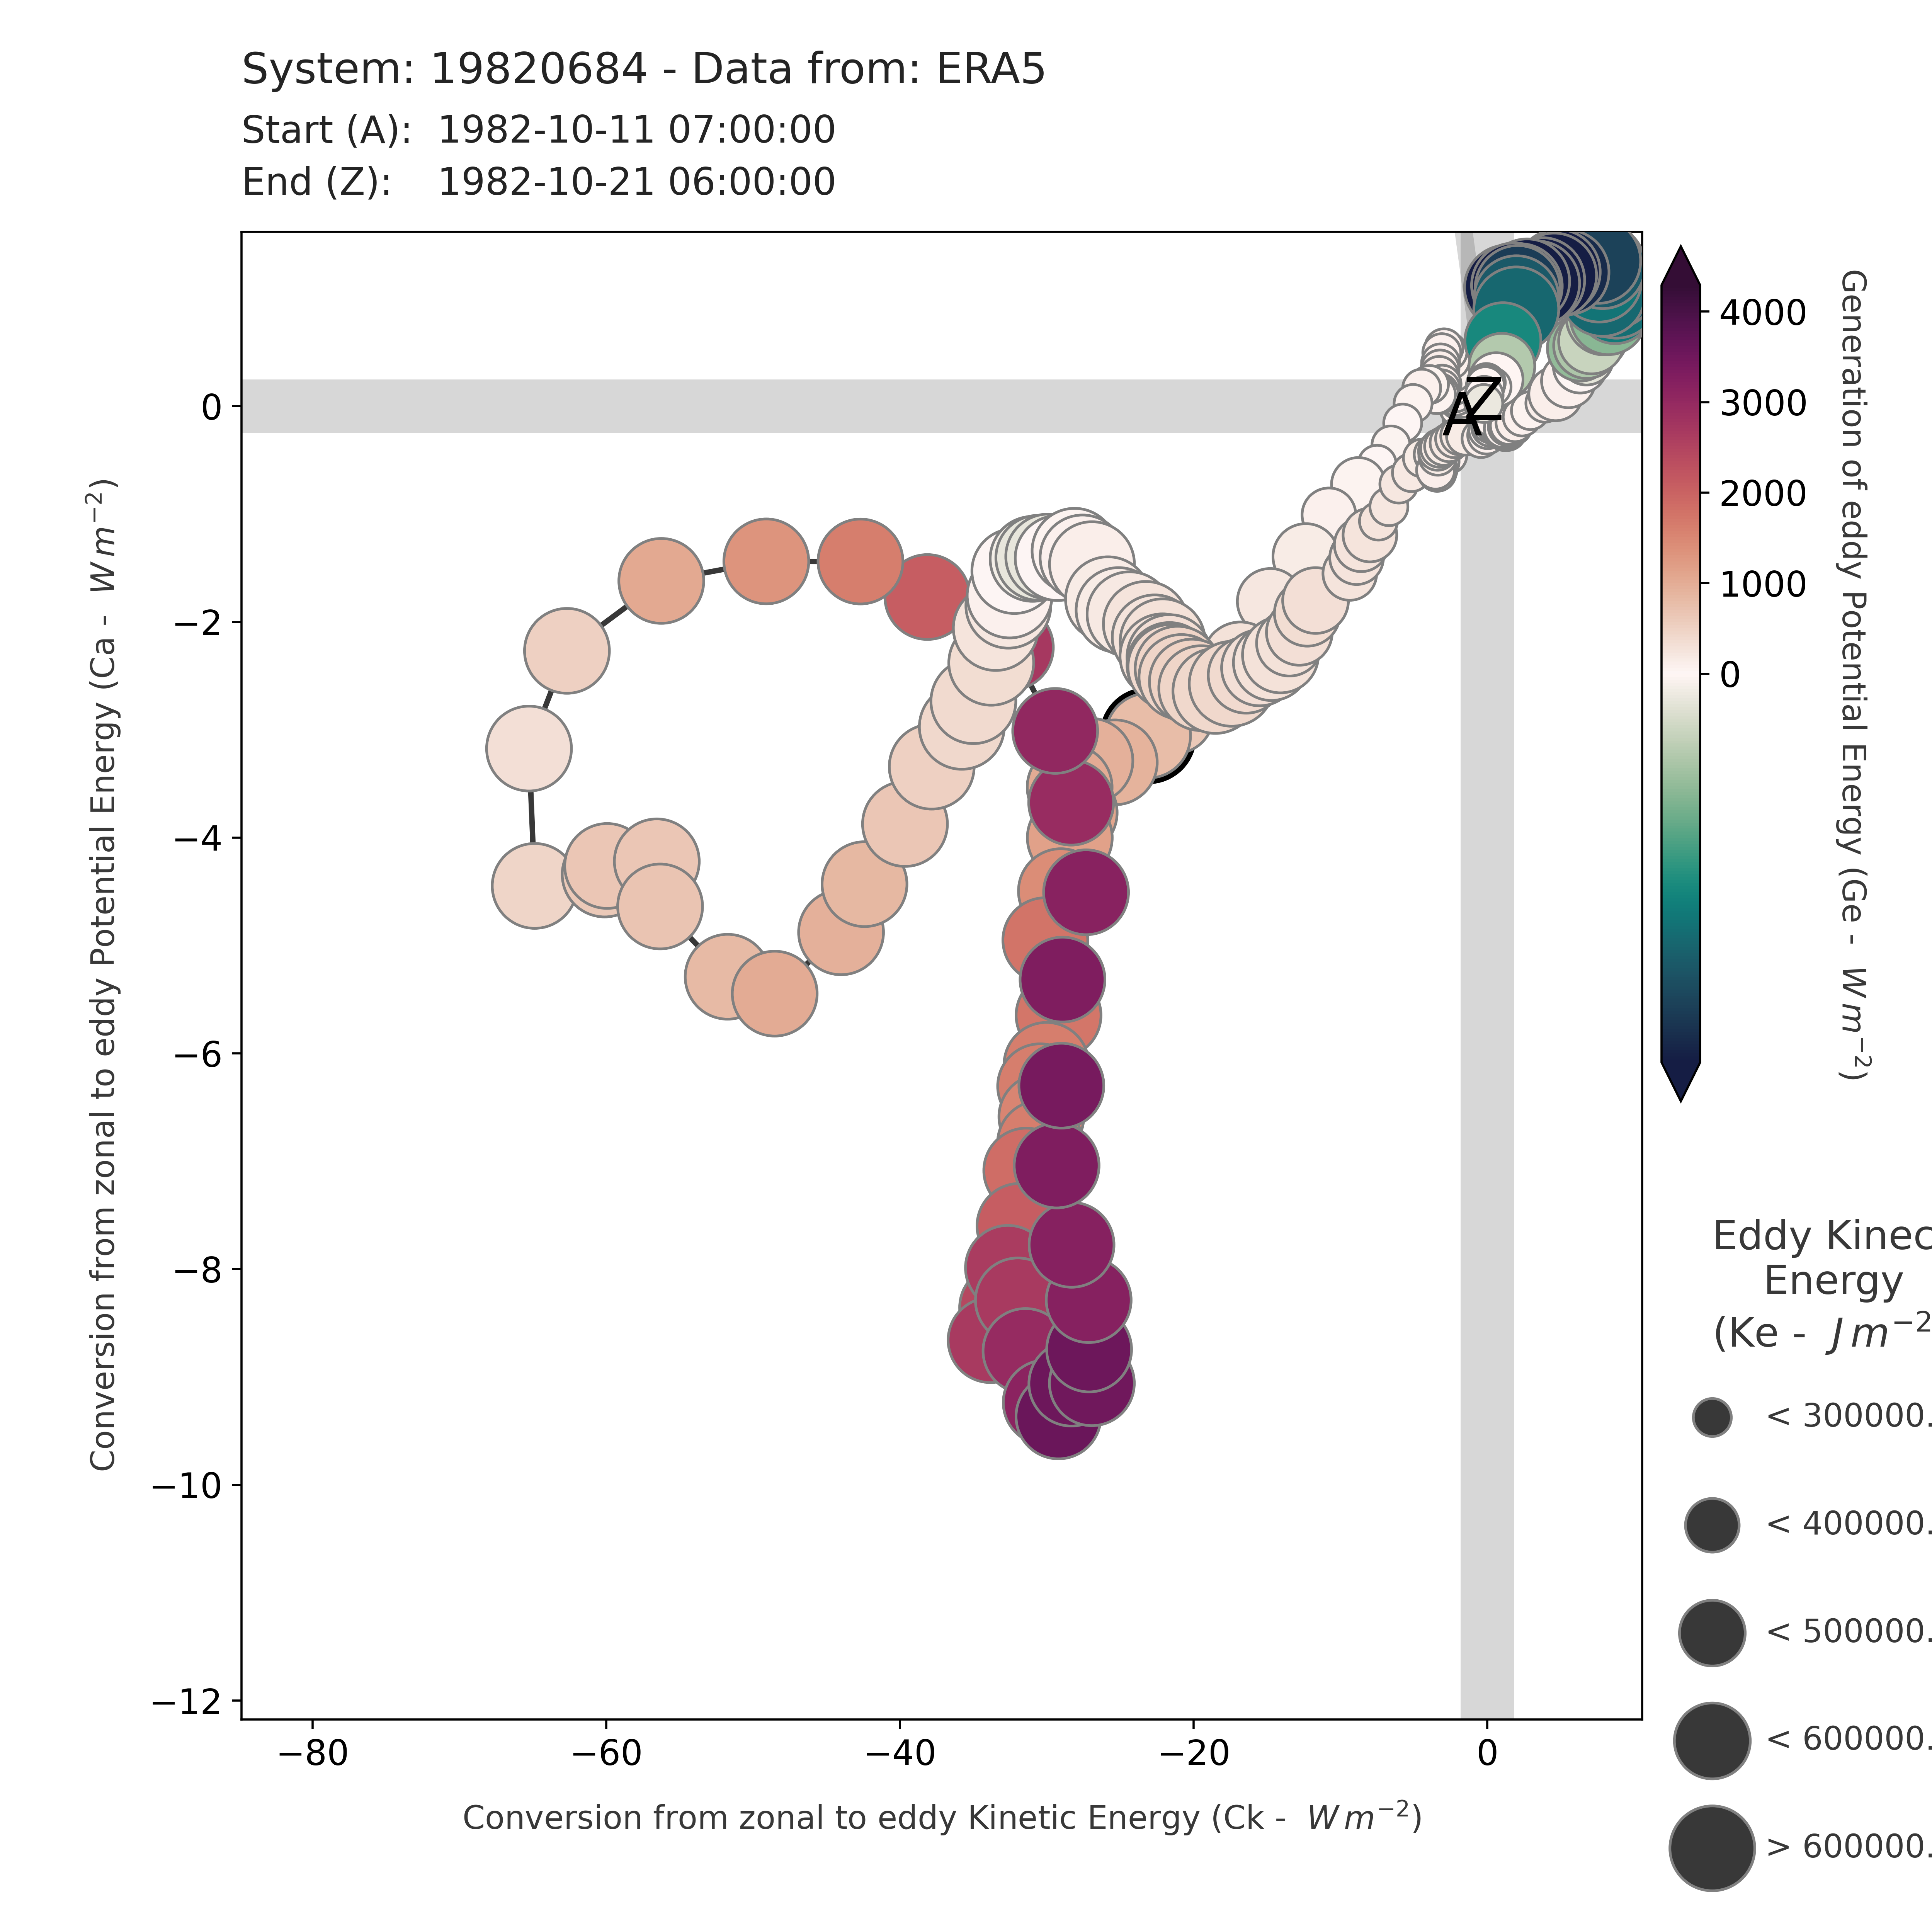 System: 19820684 - Data from: ERA5
Start (A): 1982-10-11 07:00:00
End (Z): 1982-10-21 06:00:00
Conversion from zonal to eddy Potential Energy (Ca - W m⁻²)
0
−2
−4
−6
−8
−10
−12
A
Z
−80
−60
−40
−20
0
Conversion from zonal to eddy Kinetic Energy (Ck - W m⁻²)
4000
3000
2000
1000
0
Generation of eddy Potential Energy (Ge - W m⁻²)
Eddy Kinec
Energy
(Ke - J m⁻²
< 300000.
< 400000.
< 500000.
< 600000.
> 600000.